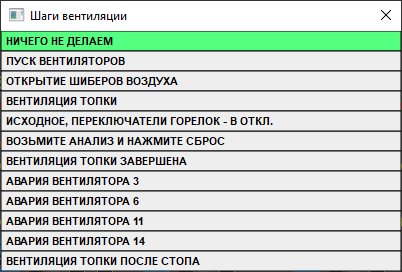 Шаги вентиляции
НИЧЕГО НЕ ДЕЛАЕМ
ПУСК ВЕНТИЛЯТОРОВ
ОТКРЫТИЕ ШИБЕРОВ ВОЗДУХА
ВЕНТИЛЯЦИЯ ТОПКИ
ИСХОДНОЕ, ПЕРЕКЛЮЧАТЕЛИ ГОРЕЛОК - В ОТКЛ.
ВОЗЬМИТЕ АНАЛИЗ И НАЖМИТЕ СБРОС
ВЕНТИЛЯЦИЯ ТОПКИ ЗАВЕРШЕНА
АВАРИЯ ВЕНТИЛЯТОРА 3
АВАРИЯ ВЕНТИЛЯТОРА 6
АВАРИЯ ВЕНТИЛЯТОРА 11
АВАРИЯ ВЕНТИЛЯТОРА 14
ВЕНТИЛЯЦИЯ ТОПКИ ПОСЛЕ СТОПА